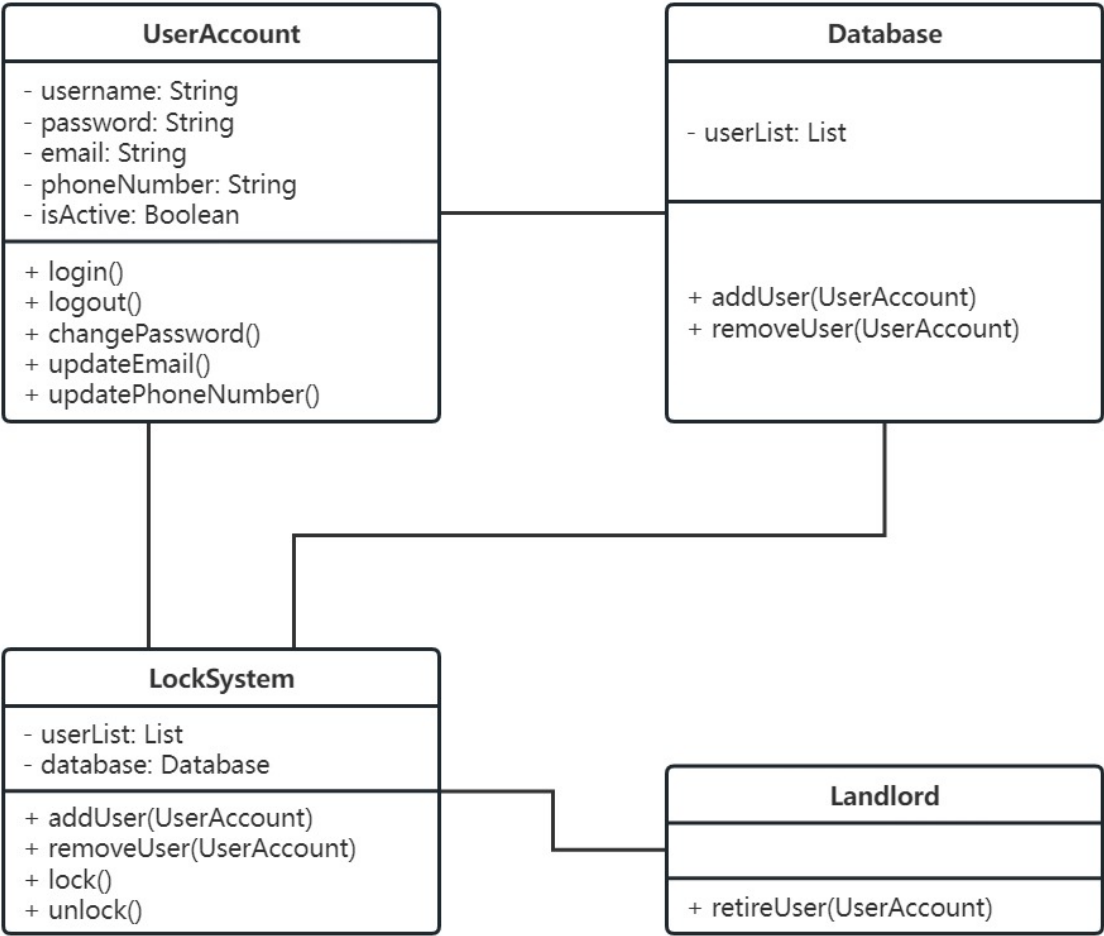 UserAccount
- username: String
- password: String
- email: String
- phoneNumber: String
- isActive: Boolean
+ login()
+ logout()
+ changePassword()
+ updateEmail()
+ updatePhoneNumber()
Database
- userList: List
+ addUser(UserAccount)
+ removeUser(UserAccount)
LockSystem
- userList: List
- database: Database
+ addUser(UserAccount)
+ removeUser(UserAccount)
+ lock()
+ unlock()
Landlord
+ retireUser(UserAccount)